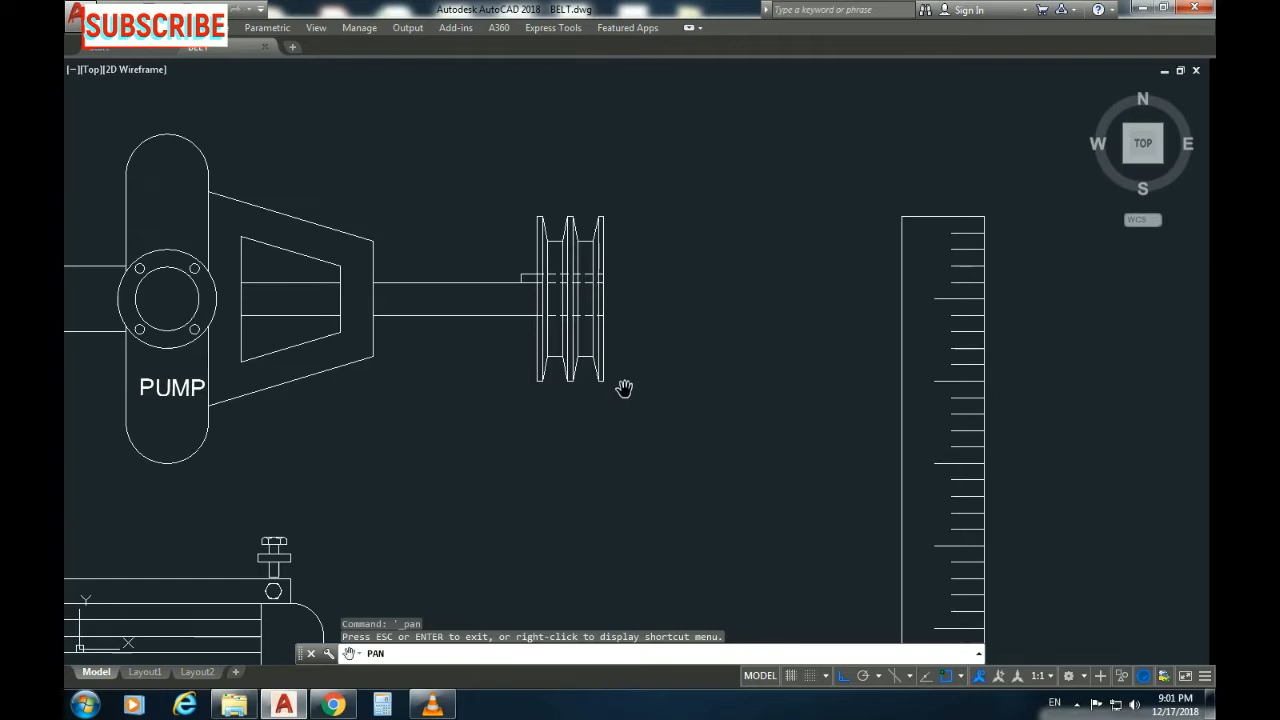 SUBSCRIBE
Autodesk AutoCAD 2018 BELT.dwg
Type a keyword or phrase
Sign In
Parametric View Manage Output Add-ins A360 Express Tools Featured Apps
BELT
[−][Top][2D Wireframe]
N
W TOP E
S
WCS
PUMP
Y
X
Command: '_pan
Press ESC or ENTER to exit, or right-click to display shortcut menu.
PAN
Model Layout1 Layout2 +
MODEL 1:1
EN 9:01 PM
12/17/2018